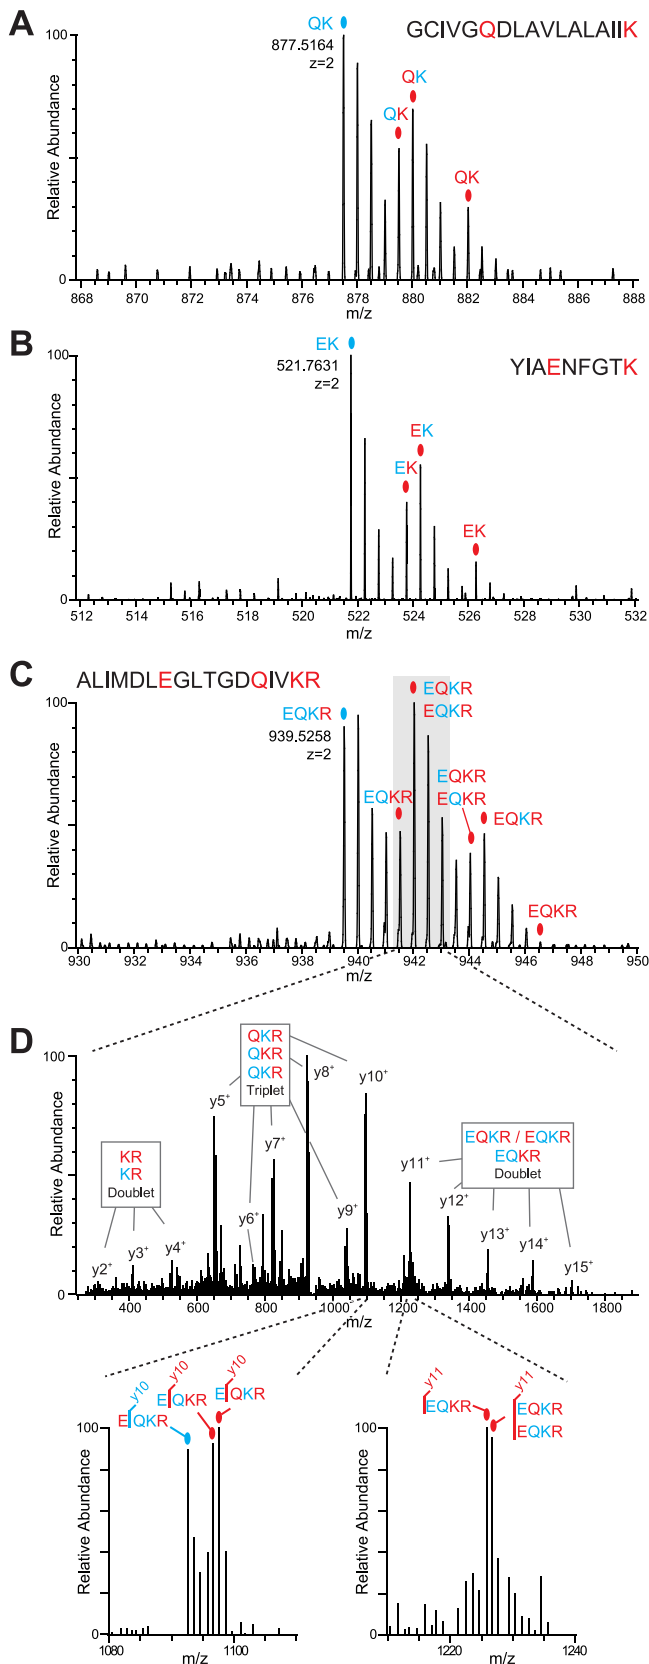 A
QK
GCIVGQDLAVLALAIIK
877.5164
z=2
QK
QK
QK
100
0
Relative Abundance
868 870 872 874 876 878 880 882 884 886 888
m/z
B
EK
YIAENFGTK
521.7631
z=2
EK
EK
EK
100
0
Relative Abundance
512 514 516 518 520 522 524 526 528 530 532
m/z
C
ALIMDLEGLTGDQIVKR
EQKR
939.5258
z=2
EQKR
EQKR
EQKR
EQKR
EQKR
EQKR
EQKR
100
0
Relative Abundance
930 932 934 936 938 940 942 944 946 948 950
m/z
D
QKR
QKR
QKR
Triplet
KR
KR
Doublet
EQKR / EQKR
EQKR
Doublet
y2+
y3+
y4+
y5+
y6+
y7+
y8+
y9+
y10+
y11+
y12+
y13+
y14+
y15+
100
0
Relative Abundance
400 600 800 1000 1200 1400 1600 1800
m/z
y10
y10
y10
EQKR
EQKR
EQKR
100
0
Relative Abundance
1080 1100
m/z
y11
y11
EQKR
EQKR
EQKR
100
0
Relative Abundance
1220 1240
m/z